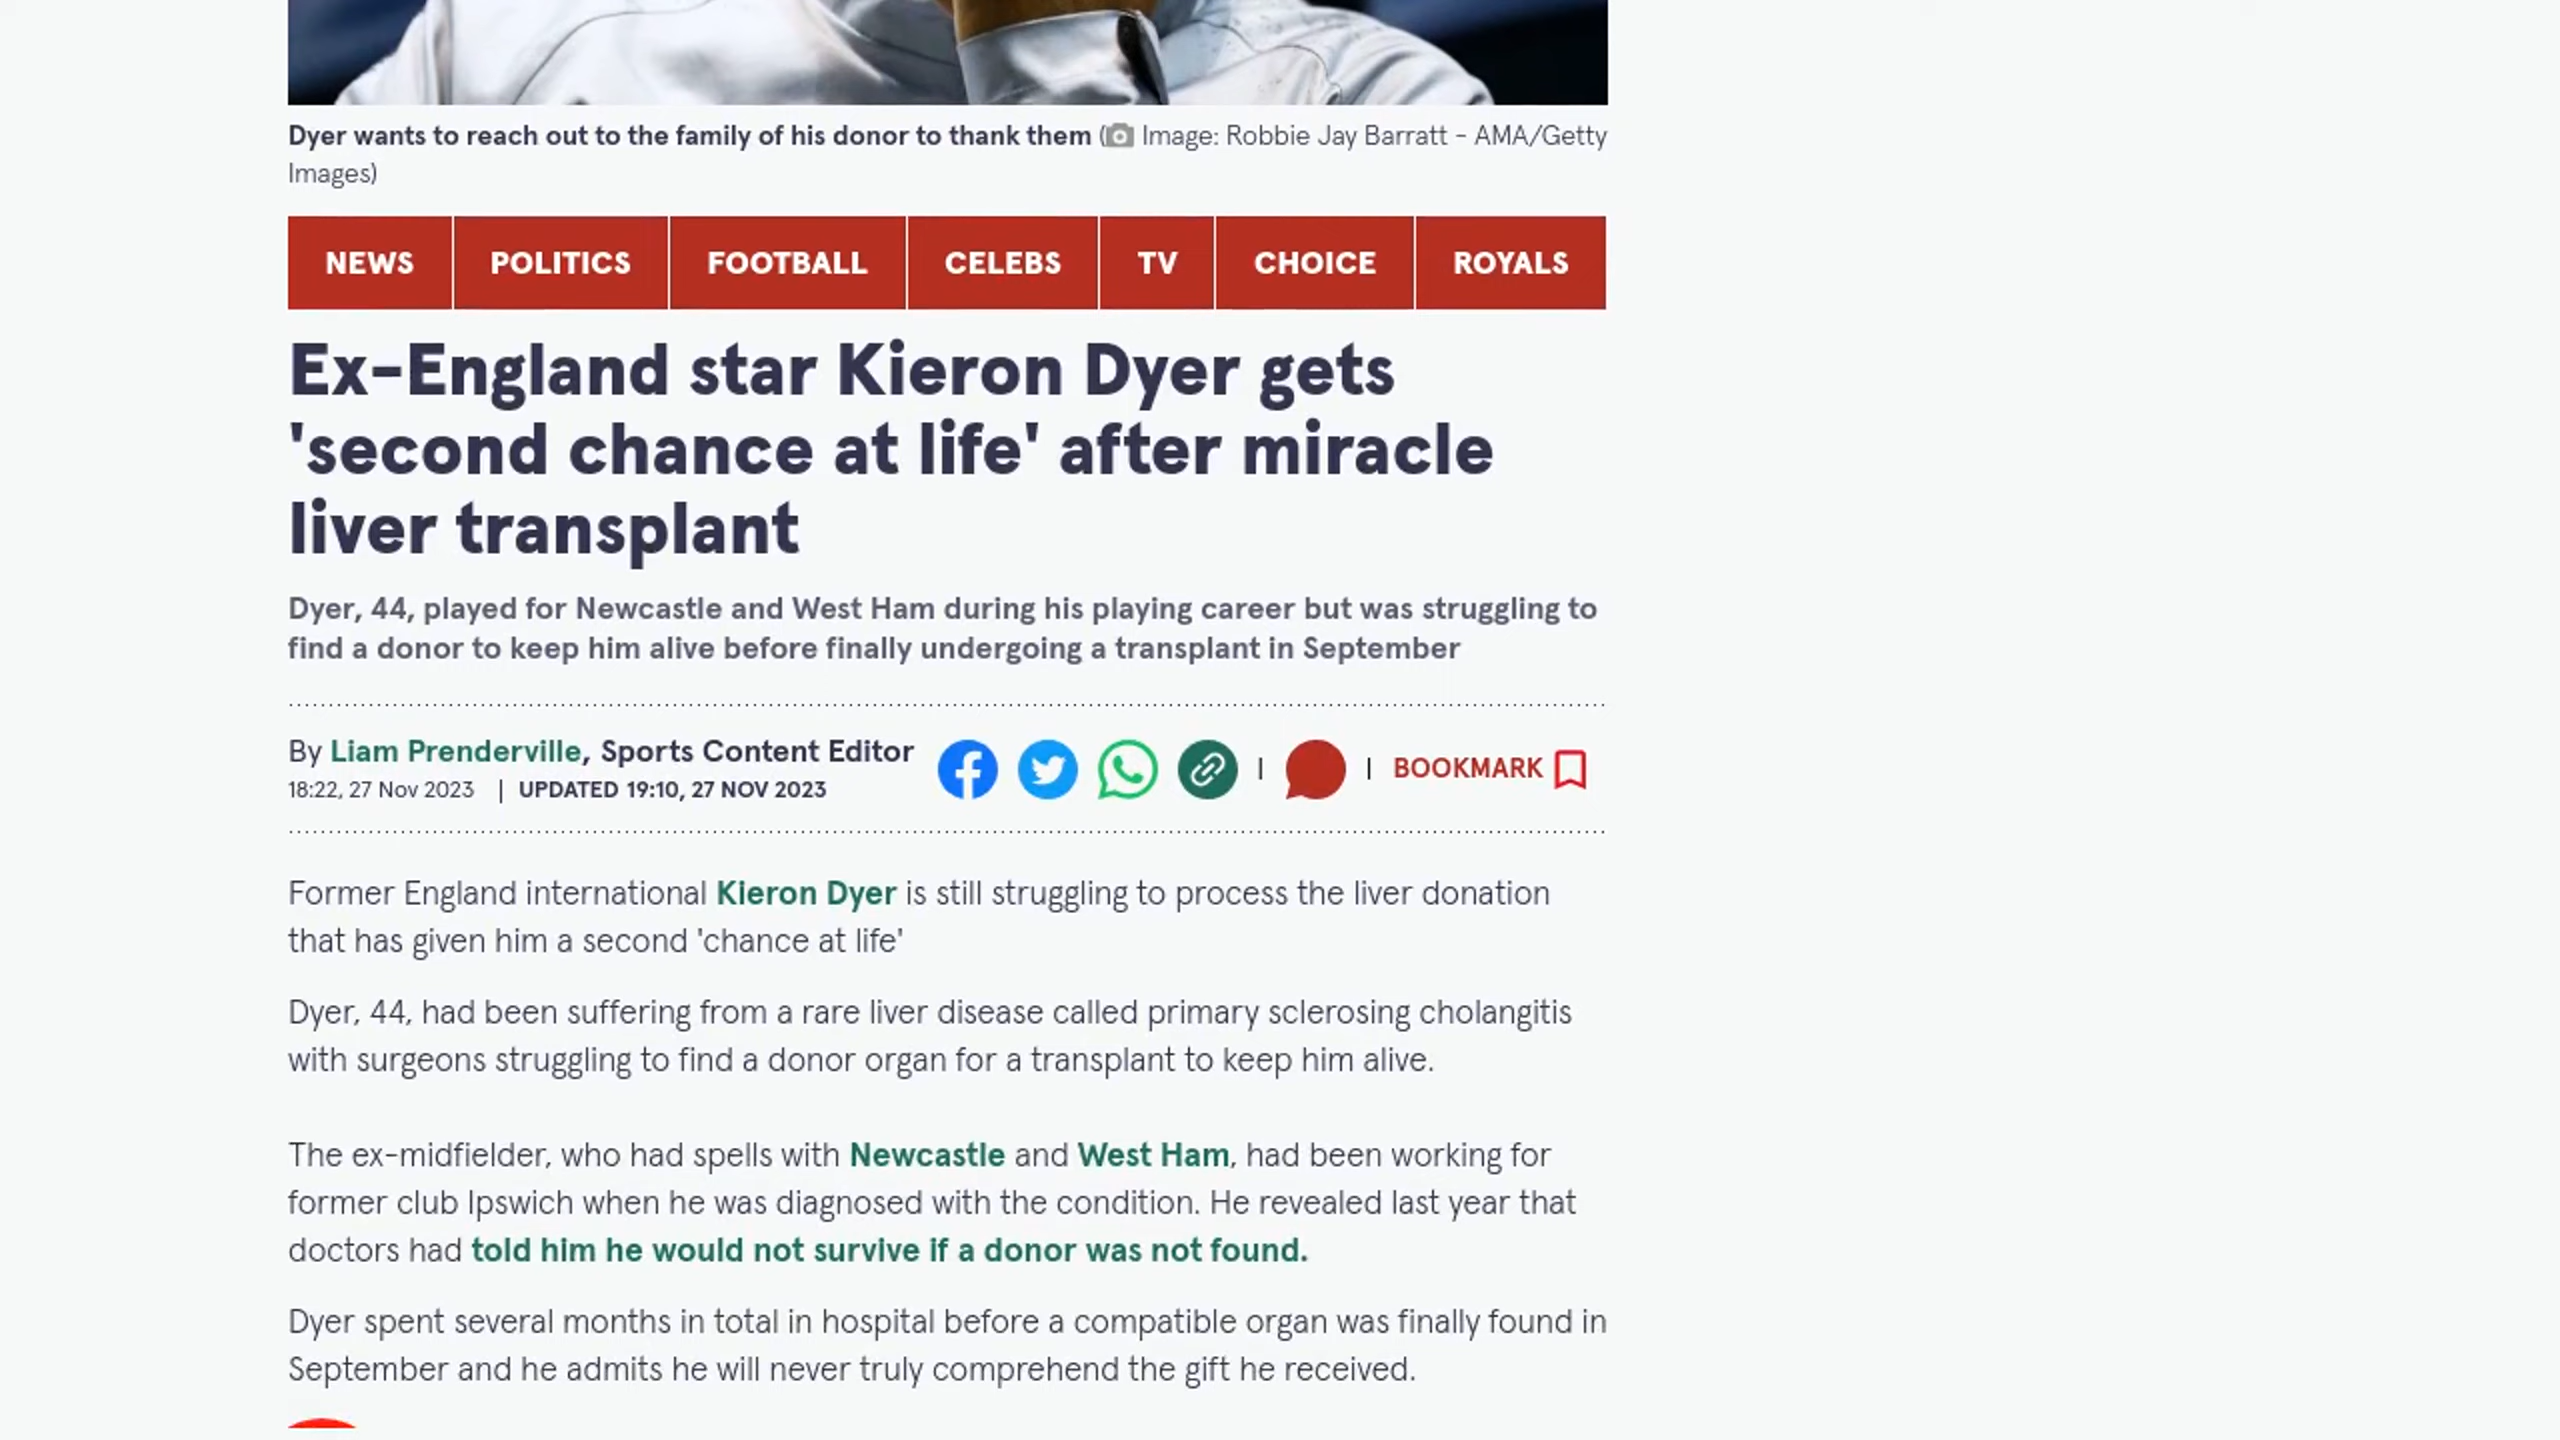 Dyer wants to reach out to the family of his donor to thank them (Image: Robbie Jay Barratt - AMA/Getty
Images)
NEWS POLITICS FOOTBALL CELEBS TV CHOICE ROYALS
Ex-England star Kieron Dyer gets
'second chance at life' after miracle
liver transplant
Dyer, 44, played for Newcastle and West Ham during his playing career but was struggling to
find a donor to keep him alive before finally undergoing a transplant in September
By Liam Prenderville, Sports Content Editor
18:22, 27 Nov 2023 | UPDATED 19:10, 27 NOV 2023
| | BOOKMARK
Former England international Kieron Dyer is still struggling to process the liver donation
that has given him a second 'chance at life'
Dyer, 44, had been suffering from a rare liver disease called primary sclerosing cholangitis
with surgeons struggling to find a donor organ for a transplant to keep him alive.
The ex-midfielder, who had spells with Newcastle and West Ham, had been working for
former club Ipswich when he was diagnosed with the condition. He revealed last year that
doctors had told him he would not survive if a donor was not found.
Dyer spent several months in total in hospital before a compatible organ was finally found in
September and he admits he will never truly comprehend the gift he received.